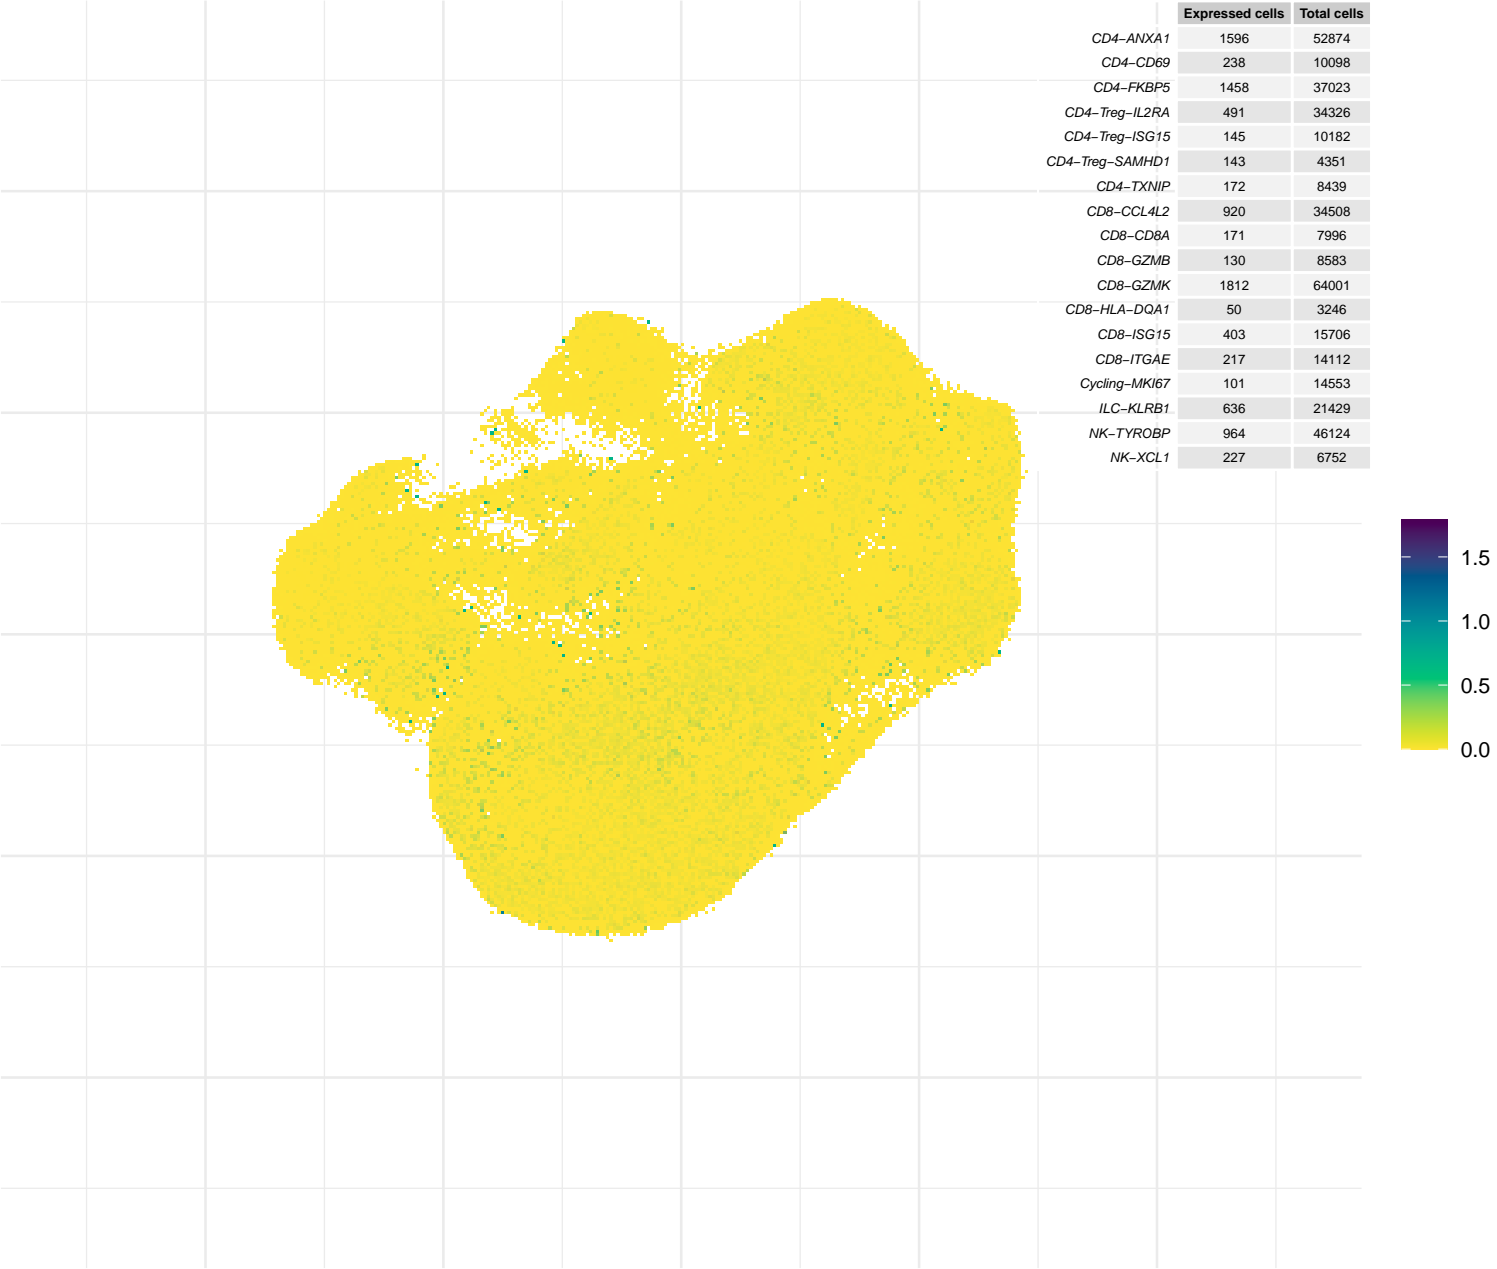 Expressed cells Total cells
CD4−ANXA1 1596 52874
CD4−CD69 238 10098
CD4−FKBP5 1458 37023
CD4−Treg−IL2RA 491 34326
CD4−Treg−ISG15 145 10182
CD4−Treg−SAMHD1 143 4351
CD4−TXNIP 172 8439
CD8−CCL4L2 920 34508
CD8−CD8A 171 7996
CD8−GZMB 130 8583
CD8−GZMK 1812 64001
CD8−HLA−DQA1 50 3246
CD8−ISG15 403 15706
CD8−ITGAE 217 14112
Cycling−MKI67 101 14553
ILC−KLRB1 636 21429
NK−TYROBP 964 46124
NK−XCL1 227 6752
1.5
1.0
0.5
0.0